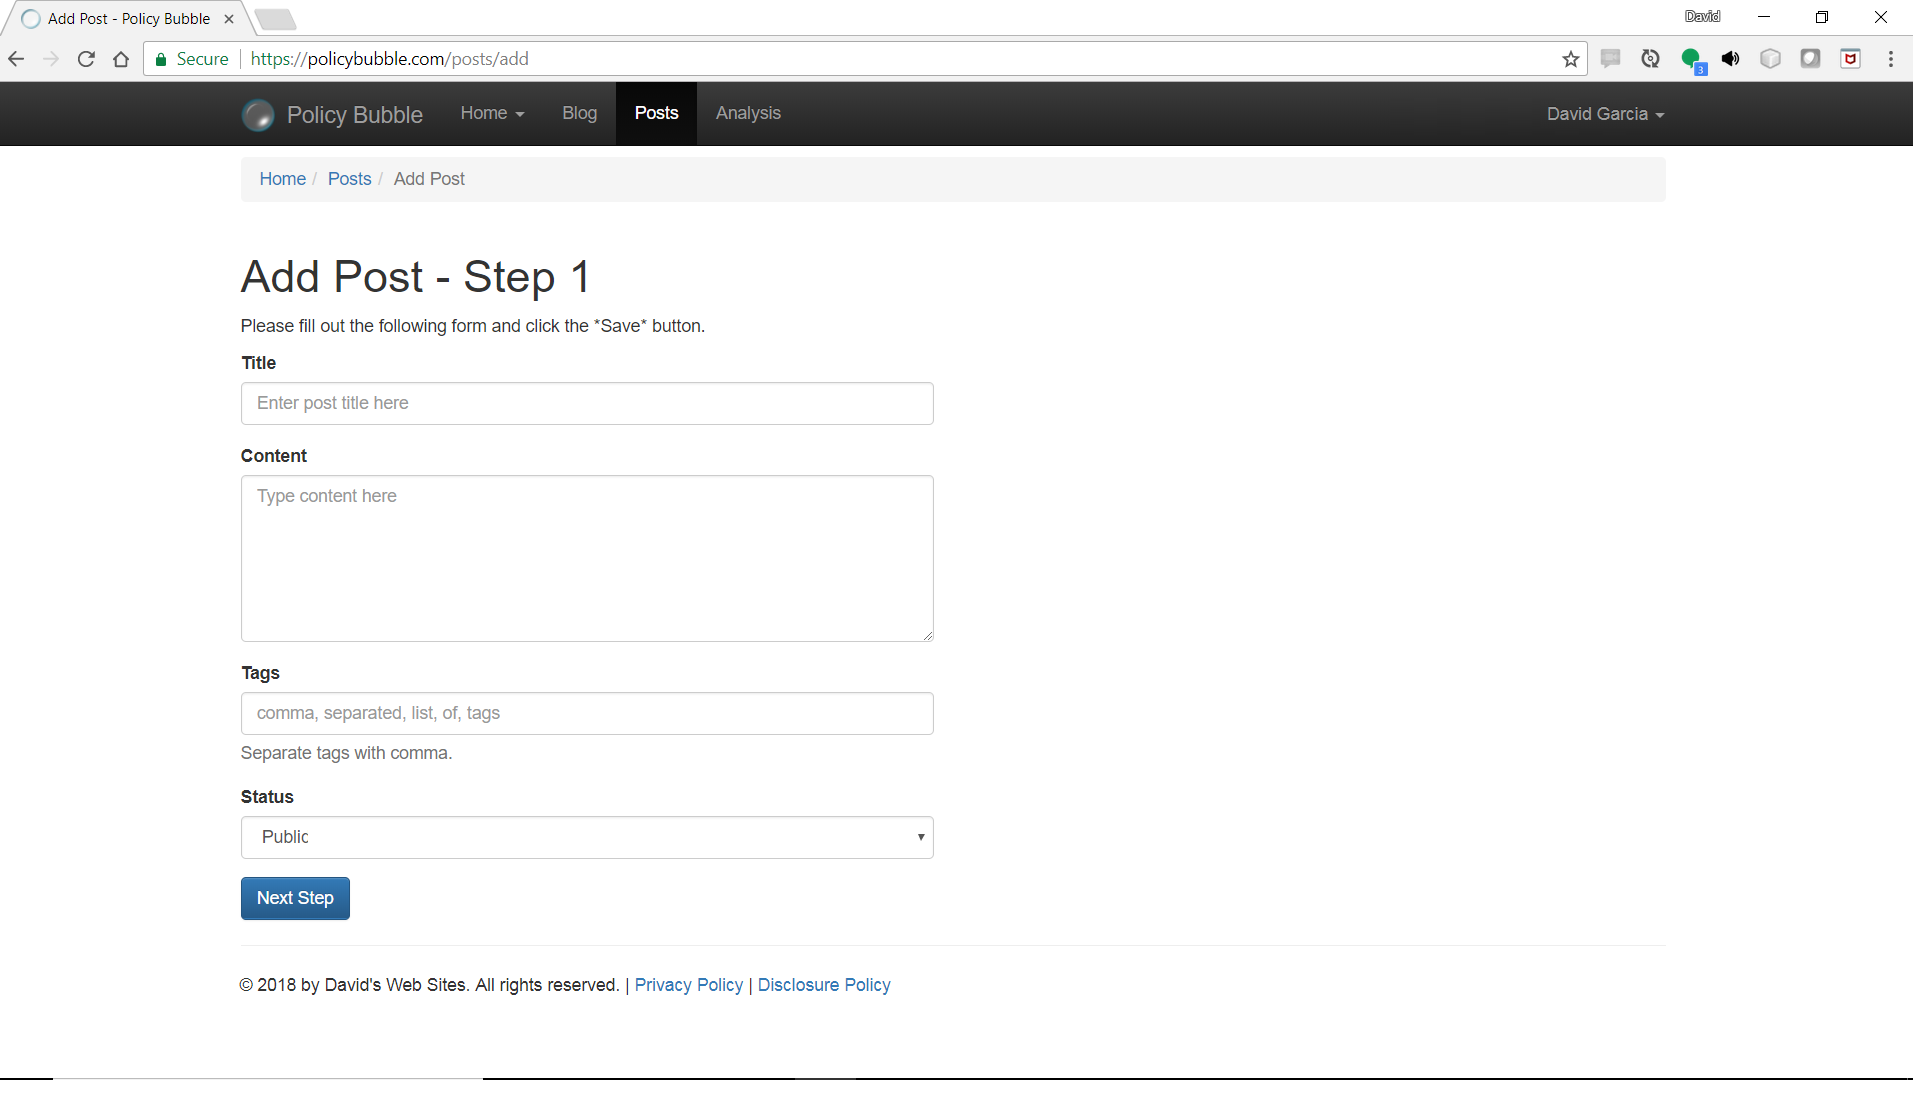 Add Post - Policy Bubble
David
Secure https://policybubble.com/posts/add
3
Policy Bubble Home Blog Posts Analysis David Garcia
Home / Posts / Add Post
Add Post - Step 1
Please fill out the following form and click the *Save* button.
Title
Enter post title here
Content
Type content here
Tags
comma, separated, list, of, tags
Separate tags with comma.
Status
Public
Next Step
© 2018 by David's Web Sites. All rights reserved. | Privacy Policy | Disclosure Policy